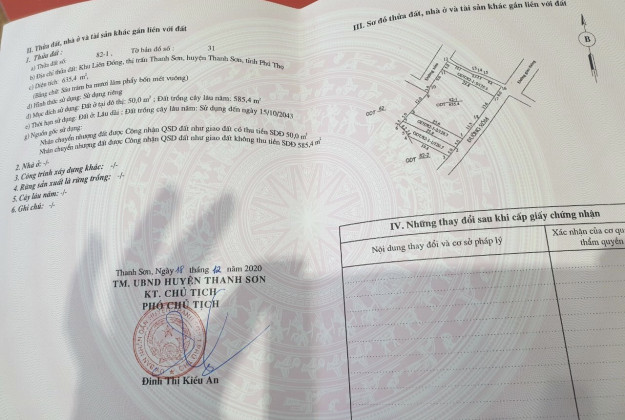 II. Thửa đất, nhà ở và tài sản khác gắn liền với đất
1. Thửa đất:
a) Thửa đất số: 82-1, Tờ bản đồ số: 31
b) Địa chỉ thửa đất: Khu Liên Đồng, thị trấn Thanh Sơn, huyện Thanh Sơn, tỉnh Phú Thọ
c) Diện tích: 635,4 m²,
(Bằng chữ: Sáu trăm ba mươi lăm phẩy bốn mét vuông)
d) Hình thức sử dụng: Sử dụng riêng
đ) Mục đích sử dụng: Đất ở tại đô thị: 50,0 m²; Đất trồng cây lâu năm: 585,4 m²
e) Thời hạn sử dụng: Đất ở: Lâu dài; Đất trồng cây lâu năm: Sử dụng đến ngày 15/10/2043
g) Nguồn gốc sử dụng:
Nhận chuyển nhượng đất được Công nhận QSD đất như giao đất có thu tiền SDĐ 50,0 m²
Nhận chuyển nhượng đất được Công nhận QSD đất như giao đất không thu tiền SDĐ 585,4 m²
2. Nhà ở: -/-
3. Công trình xây dựng khác: -/-
4. Rừng sản xuất là rừng trồng: -/-
5. Cây lâu năm: -/-
6. Ghi chú: -/-
Thanh Sơn, Ngày 18 tháng 12 năm 2020
TM. UBND HUYỆN THANH SƠN
KT. CHỦ TỊCH
PHÓ CHỦ TỊCH
Đinh Thị Kiều An
III. Sơ đồ thửa đất, nhà ở và tài sản khác gắn liền với đất
B
ODT 82
ODT 82-2
ĐƯỜNG XÓM
IV. Những thay đổi sau khi cấp giấy chứng nhận
Nội dung thay đổi và cơ sở pháp lý
Xác nhận của cơ qu
thẩm quyền